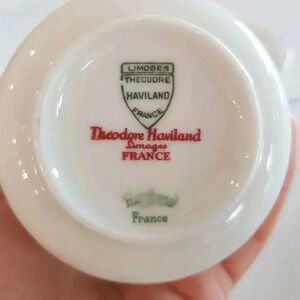 LIMOGES
THEODORE
HAVILAND
FRANCE
Theodore Haviland
Limoges
FRANCE
France